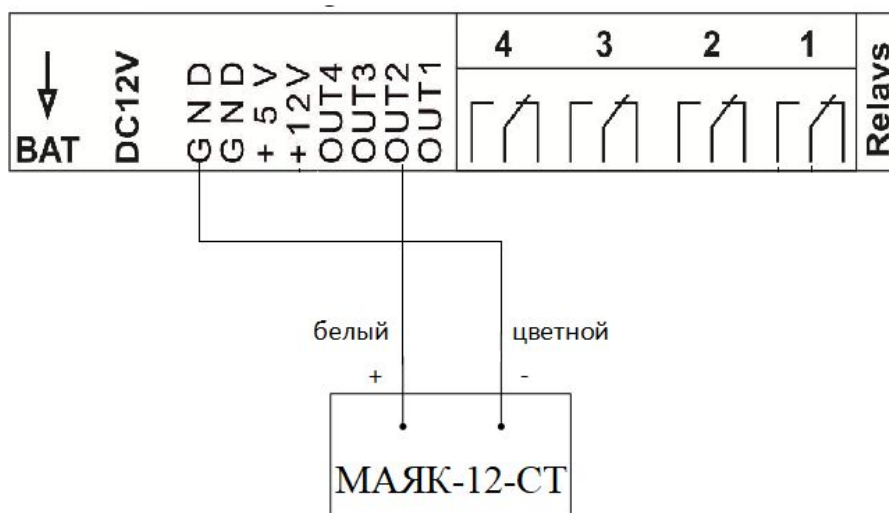 BAT
DC12V
GND
GND
+5V
+12V
OUT4
OUT3
OUT2
OUT1
4 3 2 1
Relays
белый цветной
+ -
МАЯК-12-СТ